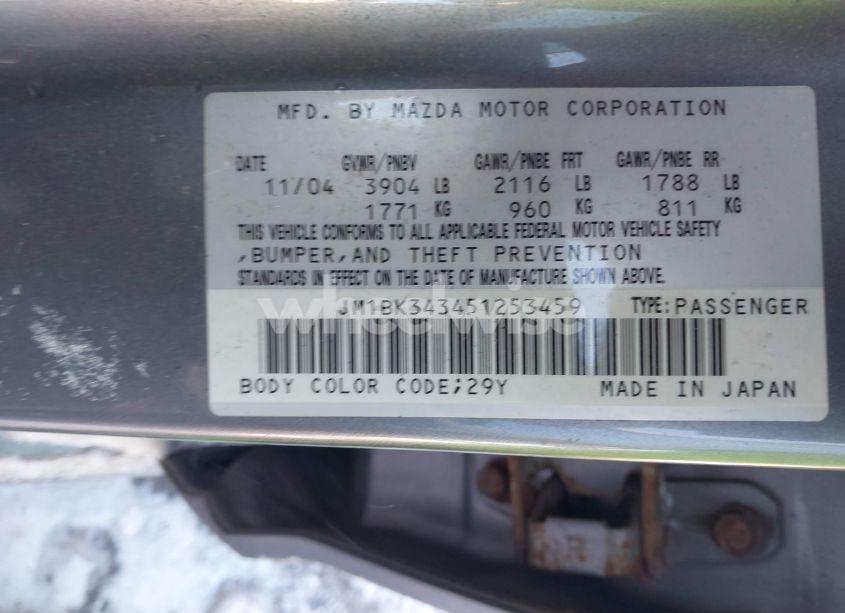 MFD. BY MAZDA MOTOR CORPORATION
DATE GVWR/PNBV GAWR/PNBE FRT GAWR/PNBE RR
11/04 3904 LB 2116 LB 1788 LB
1771 KG 960 KG 811 KG
THIS VEHICLE CONFORMS TO ALL APPLICABLE FEDERAL MOTOR VEHICLE SAFETY
,BUMPER,AND THEFT PREVENTION
STANDARDS IN EFFECT ON THE DATE OF MANUFACTURE SHOWN ABOVE.
JM1BK343451253459 TYPE:PASSENGER
wheelwise
BODY COLOR CODE;29Y MADE IN JAPAN